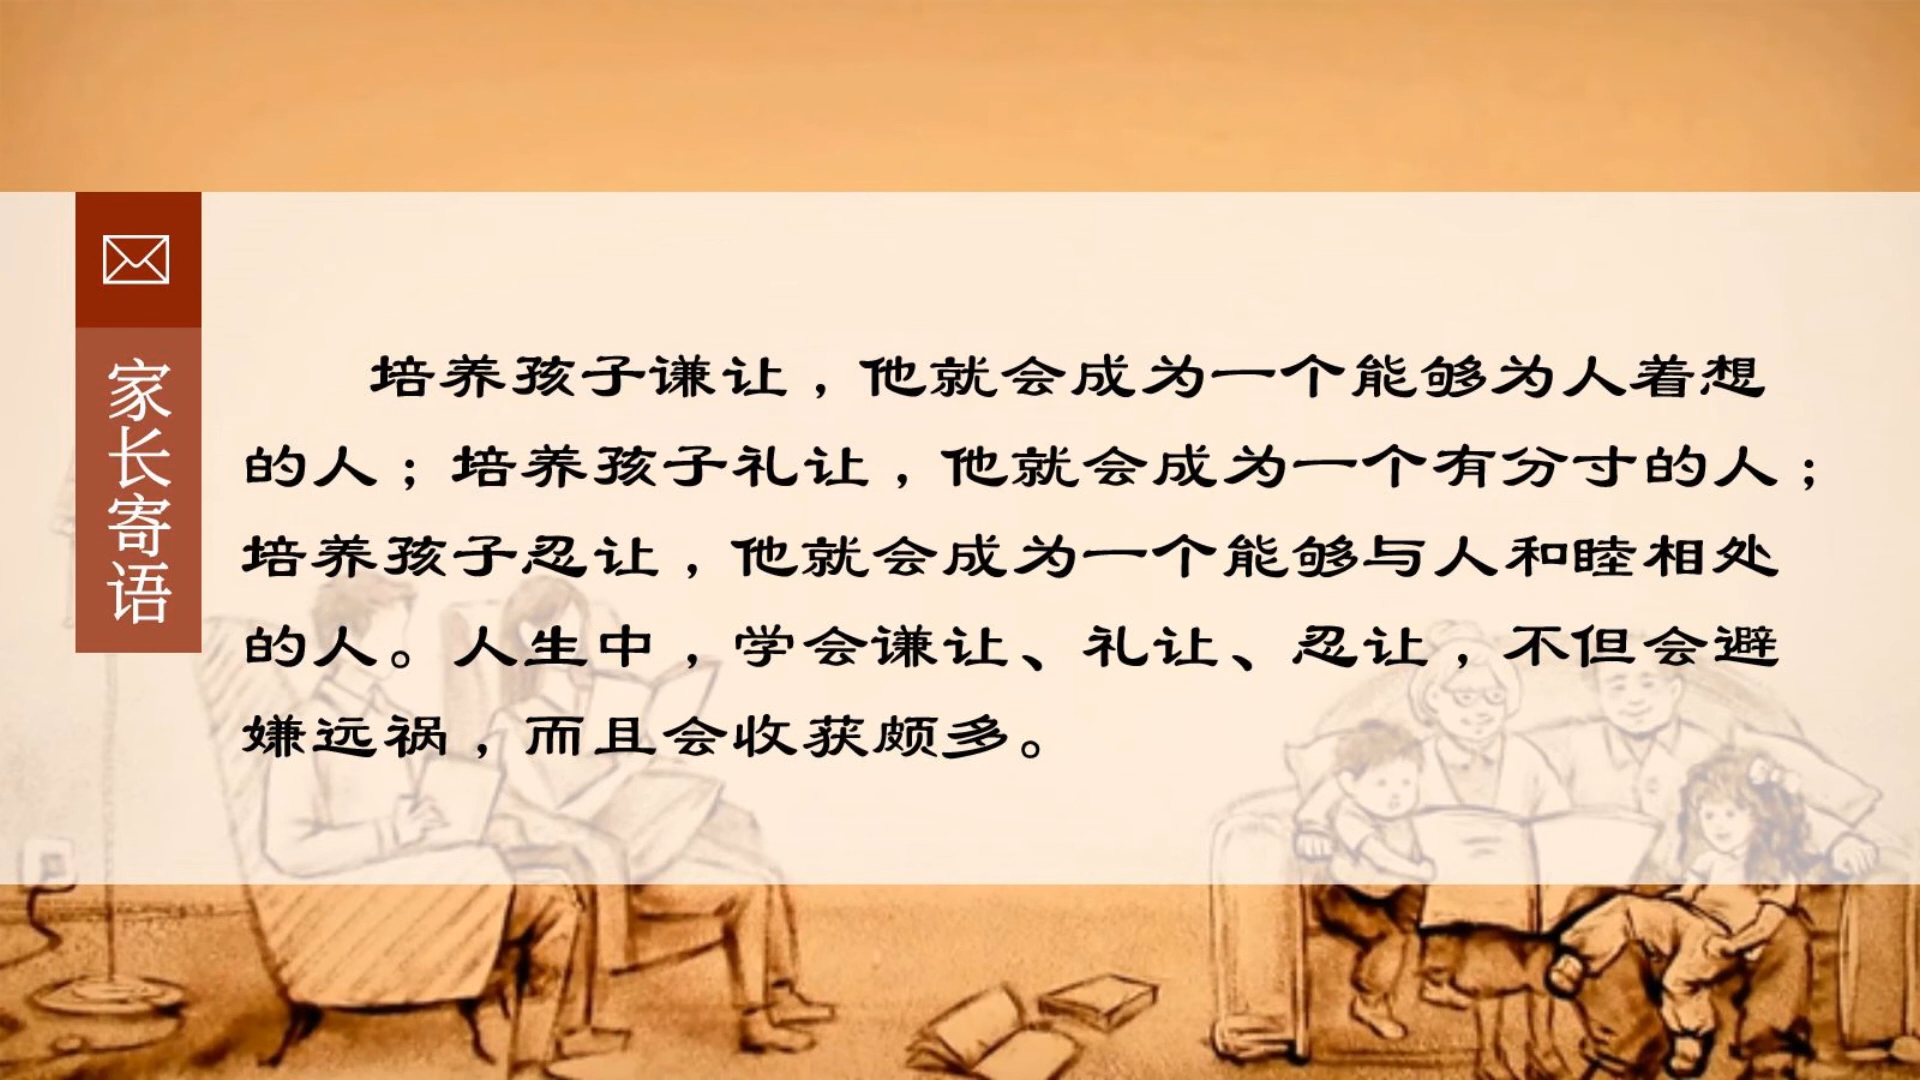 家长寄语
培养孩子谦让，他就会成为一个能够为人着想
的人；培养孩子礼让，他就会成为一个有分寸的人；
培养孩子忍让，他就会成为一个能够与人和睦相处
的人。人生中，学会谦让、礼让、忍让，不但会避
嫌远祸，而且会收获颇多。